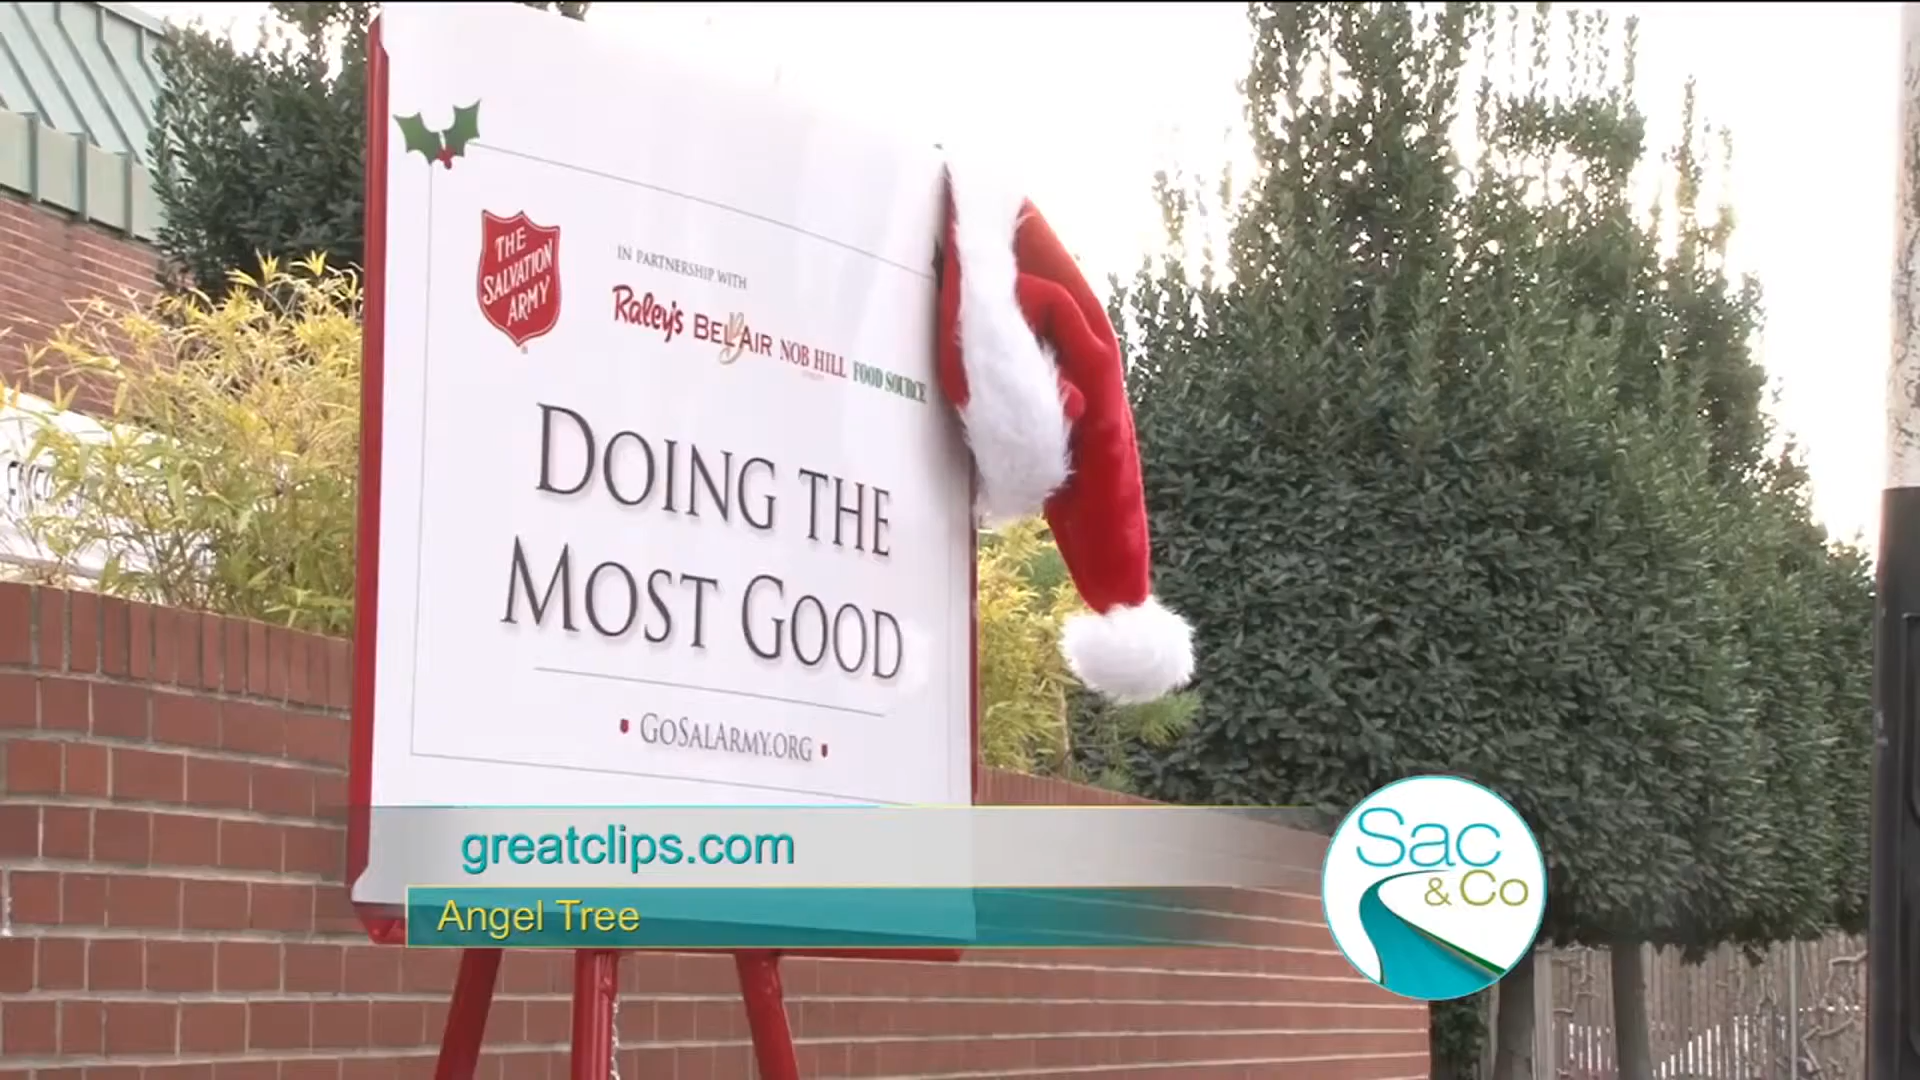 THE
SALVATION
ARMY
IN PARTNERSHIP WITH
Raley's BEL AIR NOB HILL FOOD SOURCE
DOING THE
MOST GOOD
GOSALARMY.ORG
greatclips.com
Angel Tree
Sac
& Co